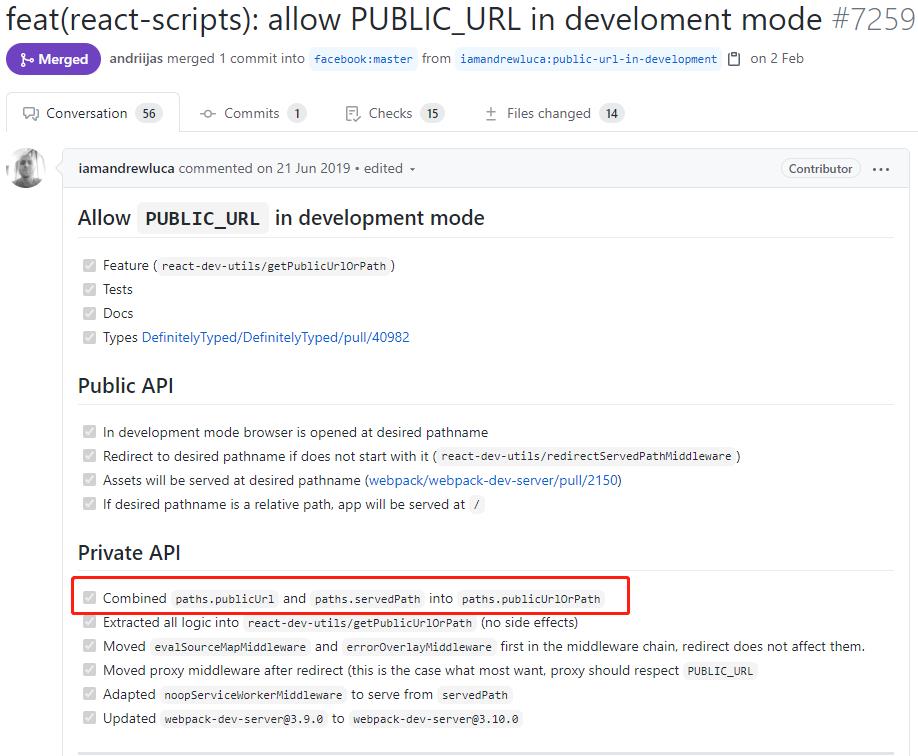 feat(react-scripts): allow PUBLIC_URL in develoment mode #7259
Merged andriijas merged 1 commit into facebook:master from iamandrewluca:public-url-in-development on 2 Feb
Conversation 56 Commits 1 Checks 15 Files changed 14
iamandrewluca commented on 21 Jun 2019 • edited Contributor ...
Allow PUBLIC_URL in development mode
Feature ( react-dev-utils/getPublicUrlOrPath )
Tests
Docs
Types DefinitelyTyped/DefinitelyTyped/pull/40982
Public API
In development mode browser is opened at desired pathname
Redirect to desired pathname if does not start with it ( react-dev-utils/redirectServedPathMiddleware )
Assets will be served at desired pathname (webpack/webpack-dev-server/pull/2150)
If desired pathname is a relative path, app will be served at /
Private API
Combined paths.publicUrl and paths.servedPath into paths.publicUrlOrPath
Extracted all logic into react-dev-utils/getPublicUrlOrPath (no side effects)
Moved evalSourceMapMiddleware and errorOverlayMiddleware first in the middleware chain, redirect does not affect them.
Moved proxy middleware after redirect (this is the case what most want, proxy should respect PUBLIC_URL
Adapted noopServiceWorkerMiddleware to serve from servedPath
Updated webpack-dev-server@3.9.0 to webpack-dev-server@3.10.0